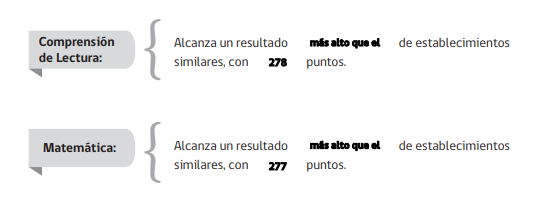 Comprensión
de Lectura:
Alcanza un resultado más alto que el de establecimientos
similares, con 278 puntos.
Matemática:
Alcanza un resultado más alto que el de establecimientos
similares, con 277 puntos.